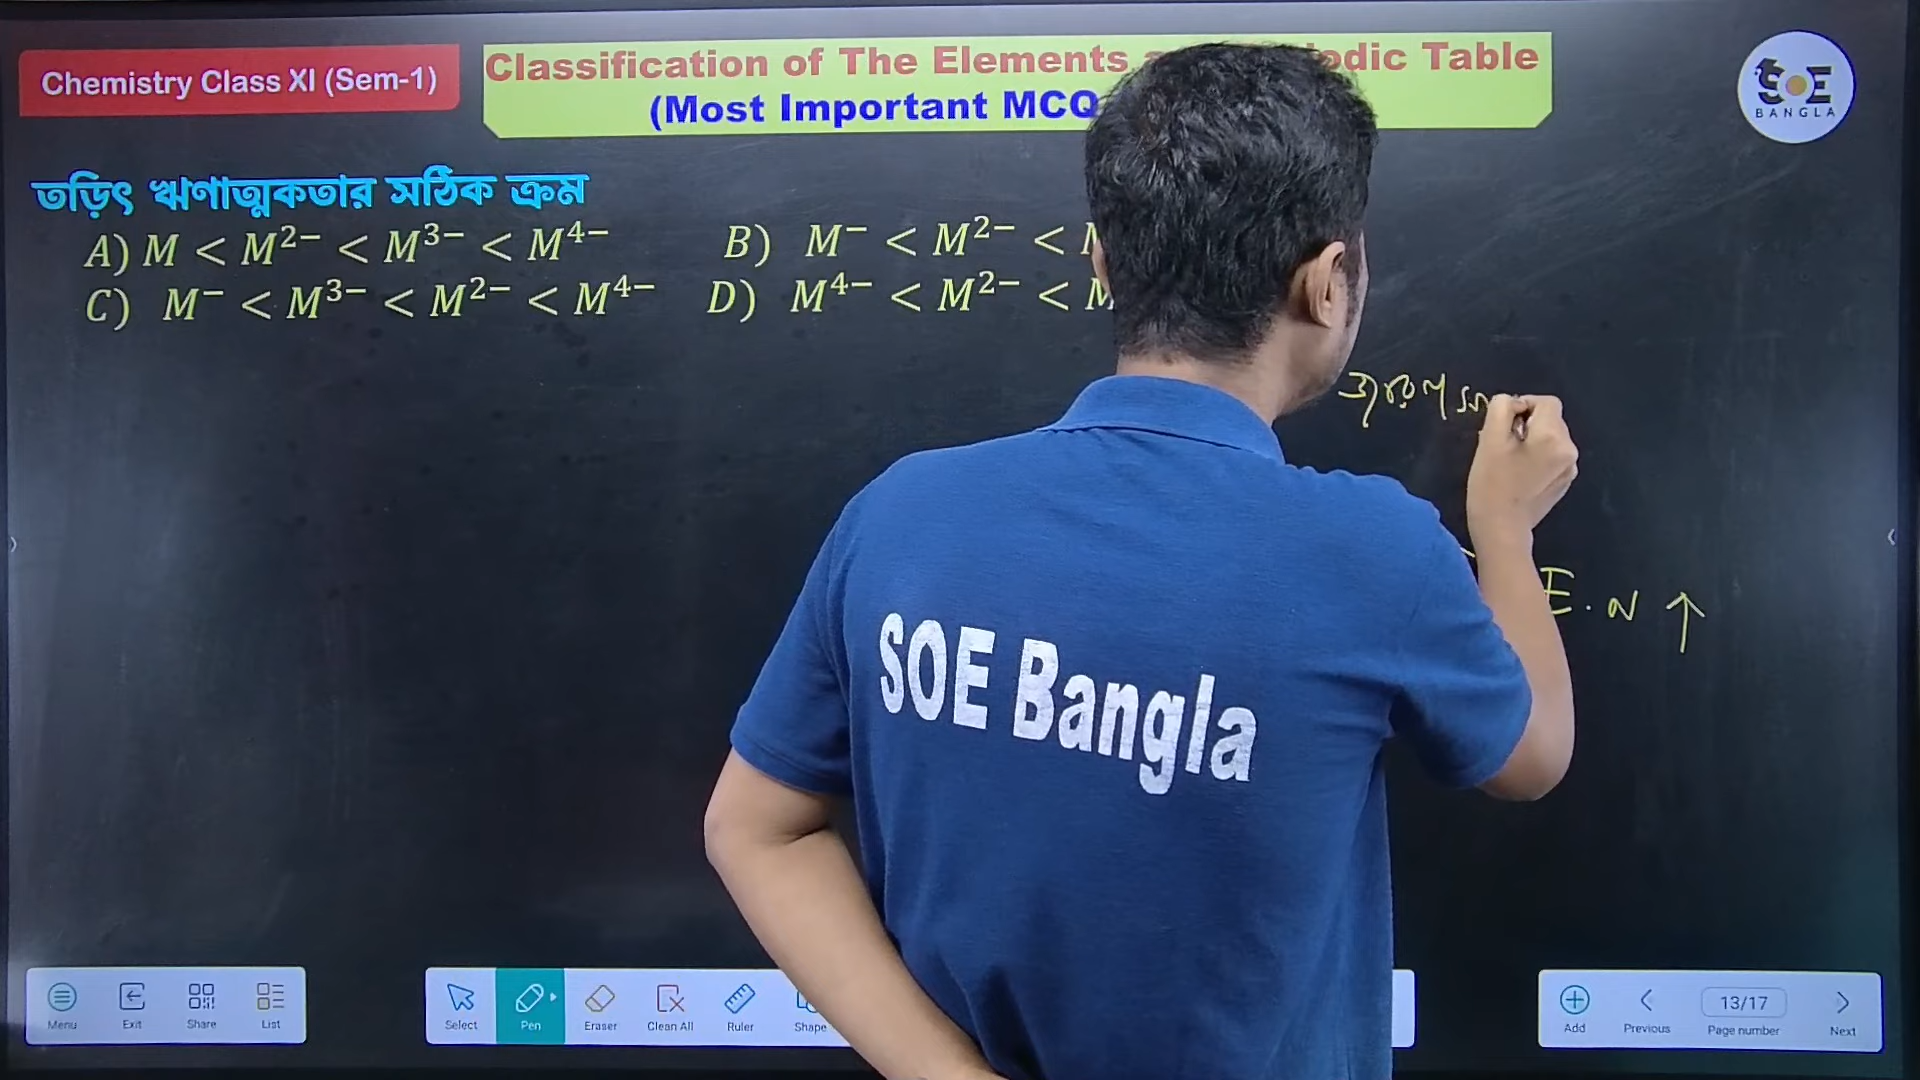 Chemistry Class XI (Sem-1)
Classification of The Elements
odic Table
(Most Important MCQ
SOE
BANGLA
তড়িৎ ঋণাত্মকতার সঠিক ক্রম
A) M < M²⁻ < M³⁻ < M⁴⁻
B) M⁻ < M²⁻ <
C) M⁻ < M³⁻ < M²⁻ < M⁴⁻
D) M⁴⁻ < M²⁻ <
E.N ↑
SOE Bangla
Menu
Exit
Share
List
Select
Pen
Eraser
Clean All
Ruler
Shape
Add
Previous
13/17
Page number
Next